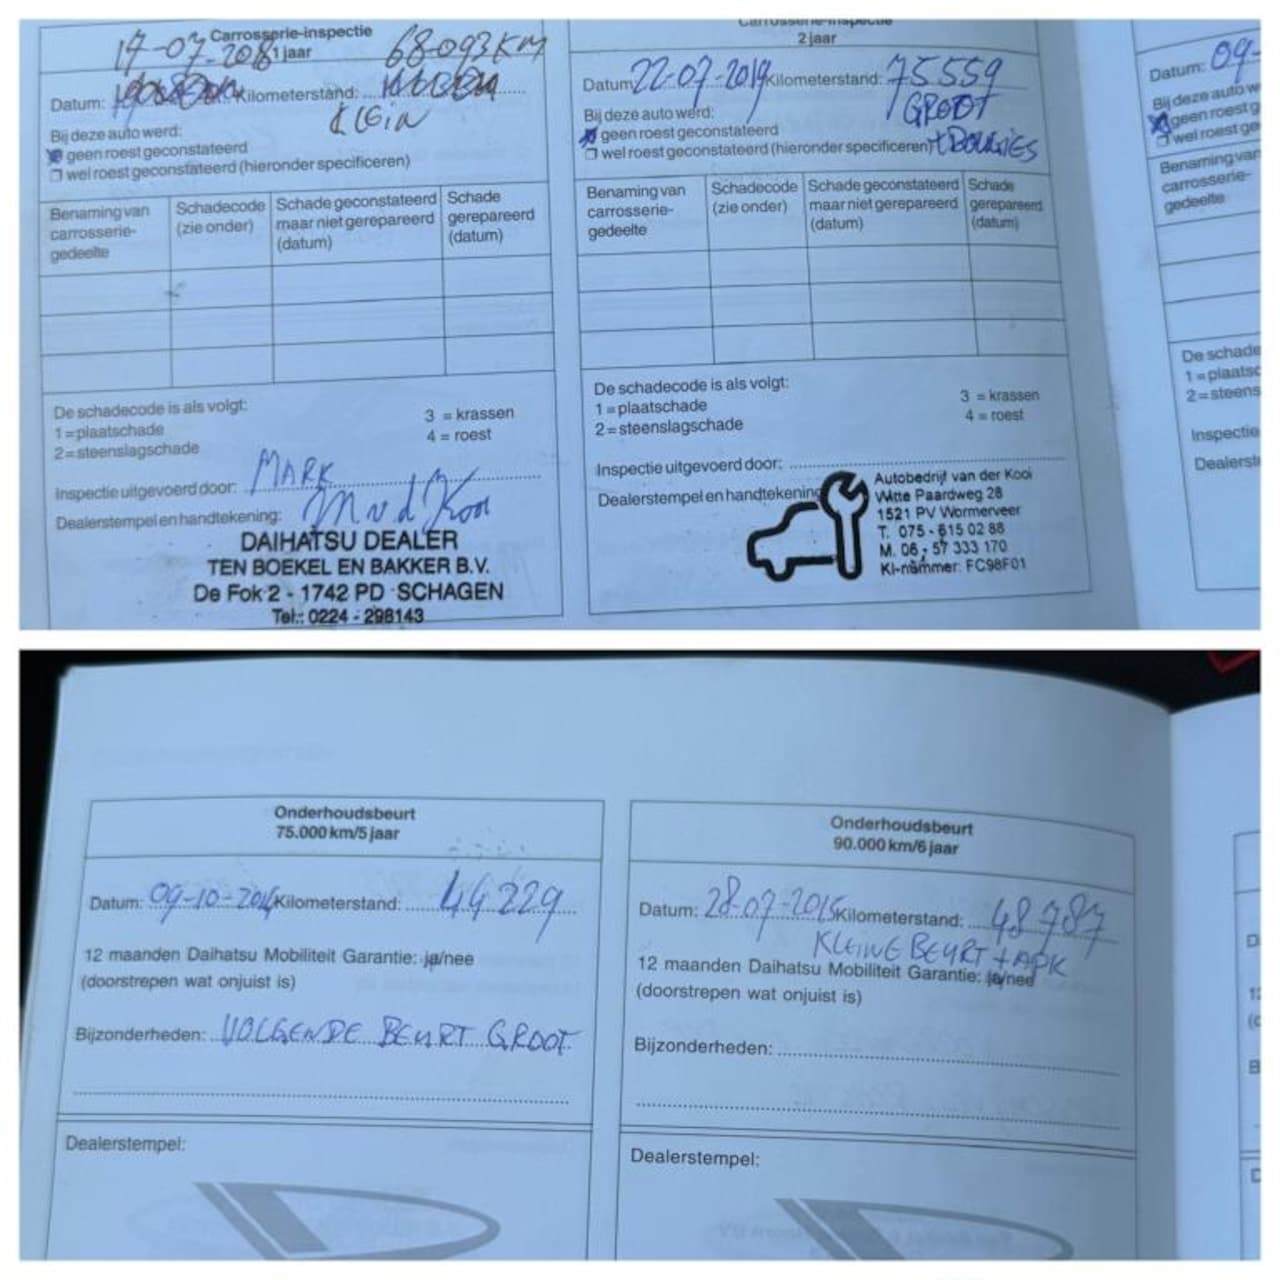 Carrosserie-inspectie
17-07-2018 1 jaar 68.093 KM
Datum: Kilometerstand:
KLEIN
Bij deze auto werd:
geen roest geconstateerd
wel roest geconstateerd (hieronder specificeren)
Benaming van carrosserie-gedeelte
Schadecode (zie onder)
Schade geconstateerd maar niet gerepareerd (datum)
Schade gerepareerd (datum)
De schadecode is als volgt:
1 = plaatschade
2 = steenslagschade
3 = krassen
4 = roest
Inspectie uitgevoerd door: MARK
Dealerstempel en handtekening: M v d Kooi
DAIHATSU DEALER
TEN BOEKEL EN BAKKER B.V.
De Fok 2 - 1742 PD SCHAGEN
Tel.: 0224 - 298143
Carrosserie-inspectie
2 jaar
Datum: 22-07-2019 Kilometerstand: 75559
GROOT
Bij deze auto werd:
geen roest geconstateerd
wel roest geconstateerd (hieronder specificeren)
Benaming van carrosserie-gedeelte
Schadecode (zie onder)
Schade geconstateerd maar niet gerepareerd (datum)
Schade gerepareerd (datum)
De schadecode is als volgt:
1 = plaatschade
2 = steenslagschade
3 = krassen
4 = roest
Inspectie uitgevoerd door:
Dealerstempel en handtekening
Autobedrijf van der Kooi
Witte Paardweg 28
1521 PV Wormerveer
T. 075 - 615 02 88
M. 06 - 57 333 170
KI-nummer: FC98F01
Datum: 09-
Bij deze auto w
geen roest g
wel roest ge
Benaming van
carrosserie-
gedeelte
De schade
1 = plaatsc
2 = steens
Inspectie
Dealerst
Onderhoudsbeurt
75.000 km/5 jaar
Datum: 09-10-2014 Kilometerstand: 44229
12 maanden Daihatsu Mobiliteit Garantie: ja/nee
(doorstrepen wat onjuist is)
Bijzonderheden: VOLGENDE BEURT GROOT
Dealerstempel:
Onderhoudsbeurt
90.000 km/6 jaar
Datum: 28-07-2015 Kilometerstand: 48787
KLEINE BEURT + APK
12 maanden Daihatsu Mobiliteit Garantie: ja/nee
(doorstrepen wat onjuist is)
Bijzonderheden:
Dealerstempel: